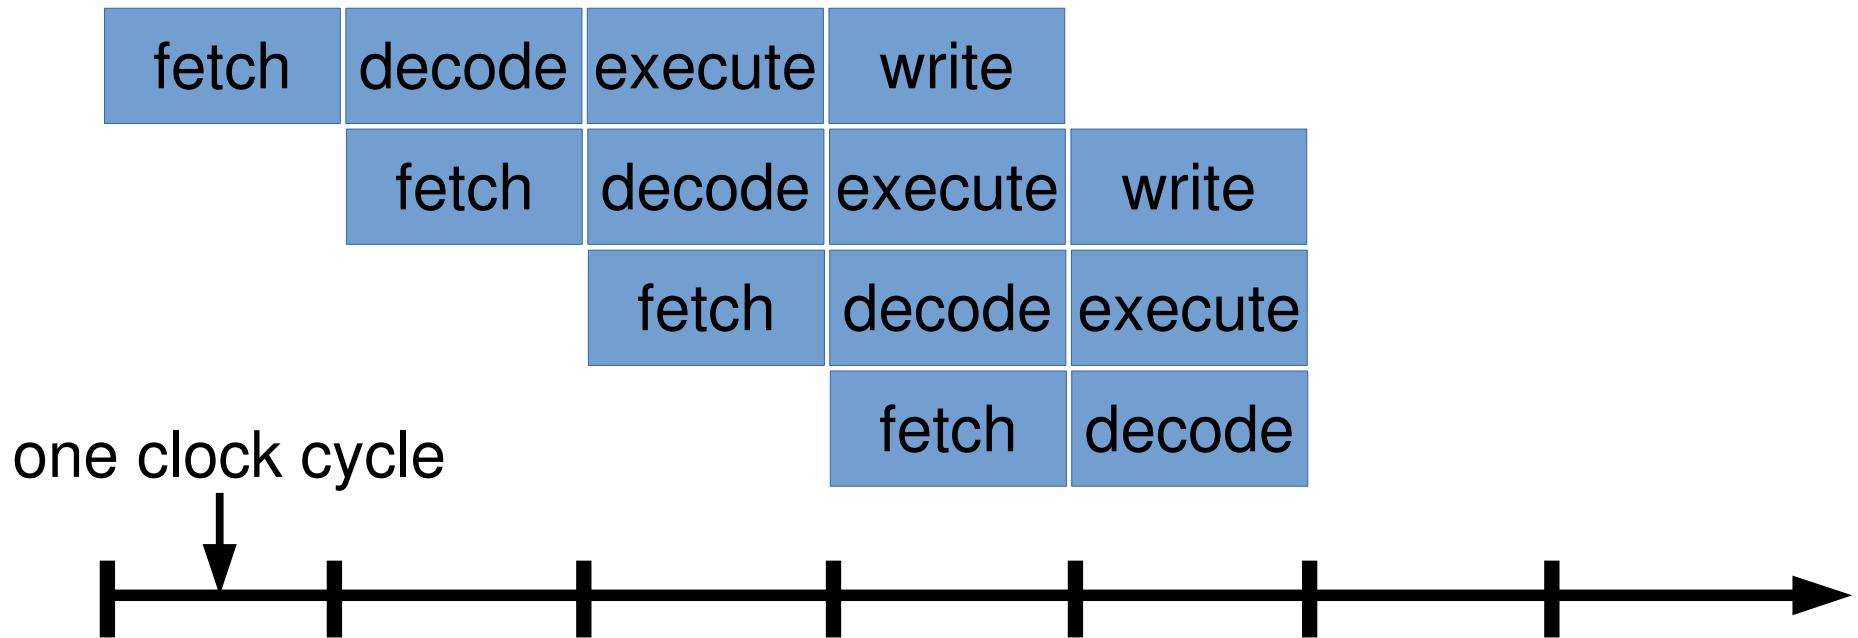 fetch decode execute write
fetch decode execute write
fetch decode execute
fetch decode
one clock cycle